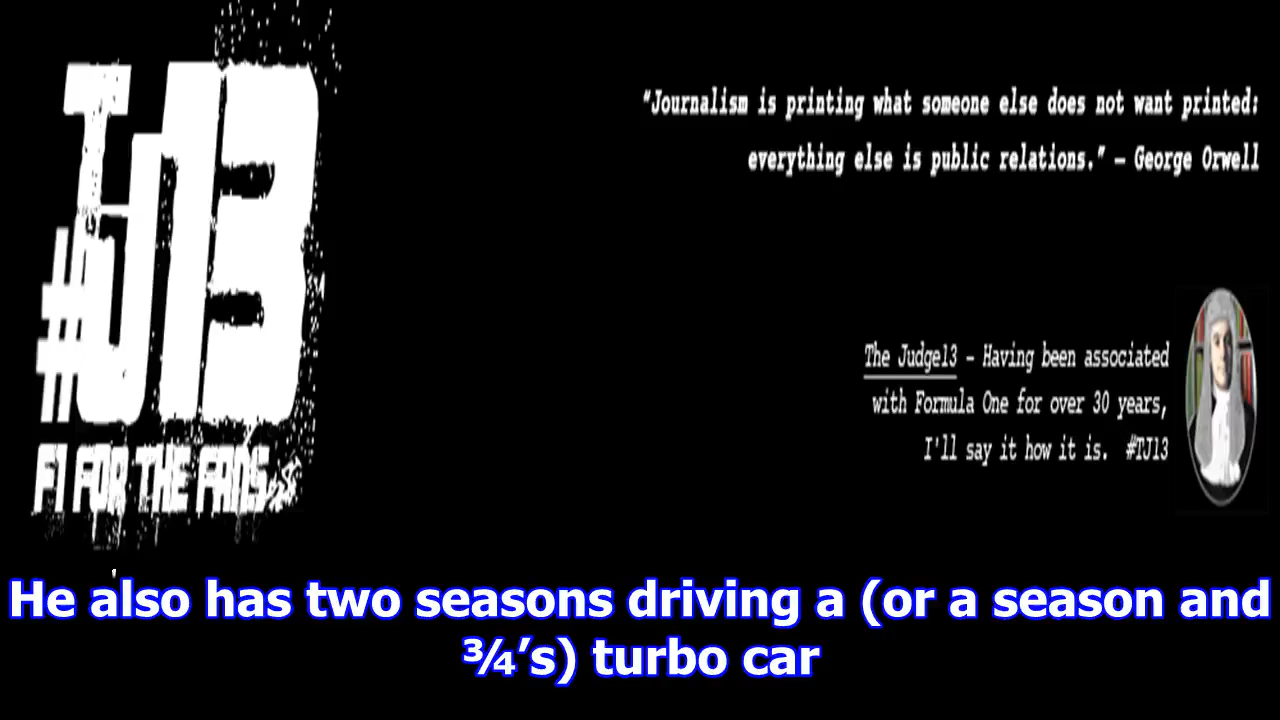 #TJ13
F1 FOR THE FANS
"Journalism is printing what someone else does not want printed:
everything else is public relations." – George Orwell
The Judge13 – Having been associated
with Formula One for over 30 years,
I'll say it how it is. #TJ13
He also has two seasons driving a (or a season and
¾’s) turbo car